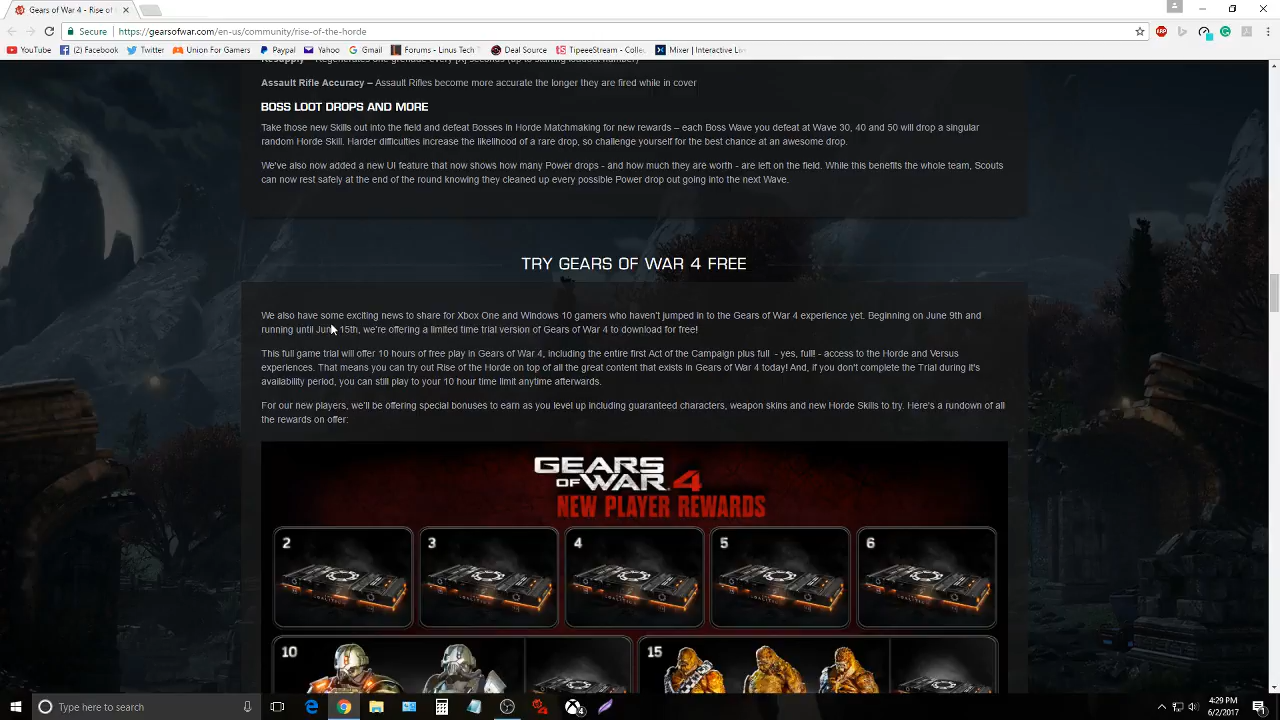 Gears of War 4 - Rise of
Secure
https://gearsofwar.com/en-us/community/rise-of-the-horde
YouTube
(2) Facebook
Twitter
Union For Gamers
Paypal
Yahoo
Gmail
Forums - Linus Tech T
Deal Source
TipeeeStream - Collec
Mixer | Interactive Liv
Resupply – Regenerates one grenade every [X] seconds (up to starting loadout number)
Assault Rifle Accuracy – Assault Rifles become more accurate the longer they are fired while in cover
BOSS LOOT DROPS AND MORE
Take those new Skills out into the field and defeat Bosses in Horde Matchmaking for new rewards – each Boss Wave you defeat at Wave 30, 40 and 50 will drop a singular
random Horde Skill. Harder difficulties increase the likelihood of a rare drop, so challenge yourself for the best chance at an awesome drop.
We've also now added a new UI feature that now shows how many Power drops - and how much they are worth - are left on the field. While this benefits the whole team, Scouts
can now rest safely at the end of the round knowing they cleaned up every possible Power drop out going into the next Wave.
TRY GEARS OF WAR 4 FREE
We also have some exciting news to share for Xbox One and Windows 10 gamers who haven't jumped in to the Gears of War 4 experience yet. Beginning on June 9th and
running until June 15th, we're offering a limited time trial version of Gears of War 4 to download for free!
This full game trial will offer 10 hours of free play in Gears of War 4, including the entire first Act of the Campaign plus full - yes, full! - access to the Horde and Versus
experiences. That means you can try out Rise of the Horde on top of all the great content that exists in Gears of War 4 today! And, if you don't complete the Trial during it's
availability period, you can still play to your 10 hour time limit anytime afterwards.
For our new players, we'll be offering special bonuses to earn as you level up including guaranteed characters, weapon skins and new Horde Skills to try. Here's a rundown of all
the rewards on offer:
GEARS
OF WAR 4
NEW PLAYER REWARDS
2
3
4
5
6
10
15
Type here to search
4:29 PM
6/2/2017